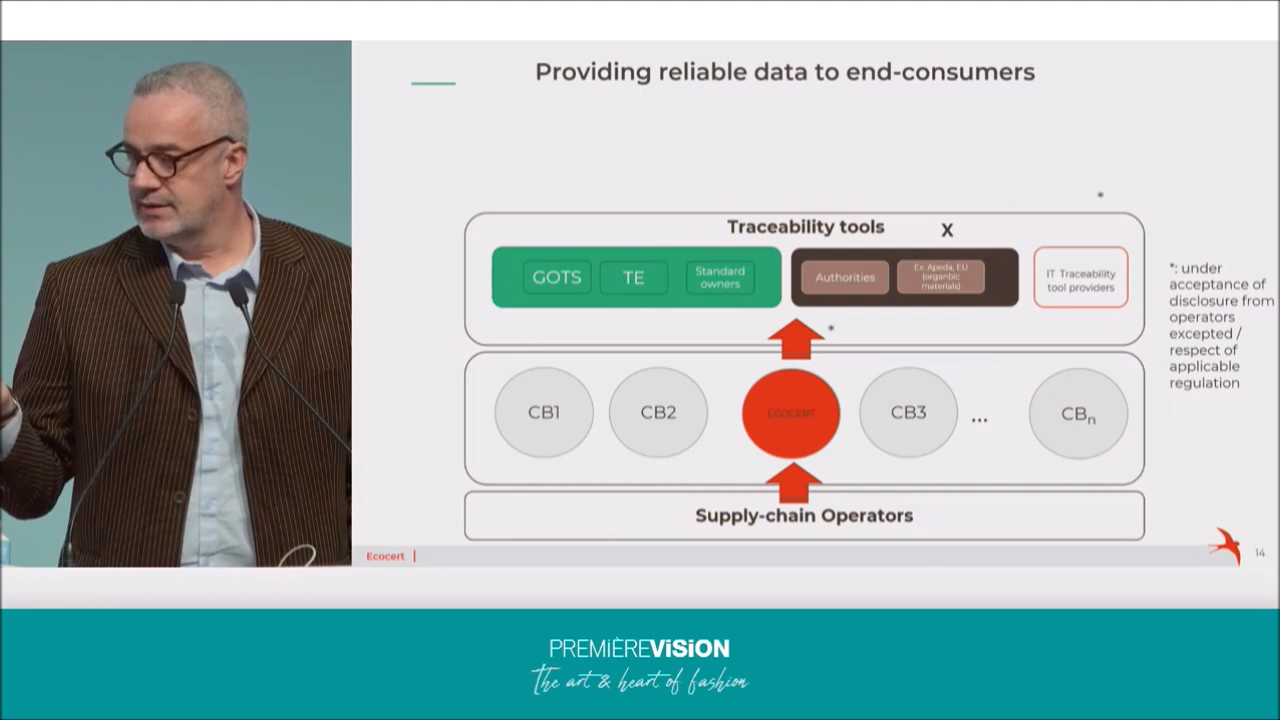 Providing reliable data to end-consumers
*
Traceability tools
X
GOTS
TE
Standard
owners
Authorities
Ex: Apeda, EU
(organbic
materials)
IT Traceability
tool providers
*: under
acceptance of
disclosure from
operators
excepted /
respect of
applicable
regulation
*
CB1
CB2
ECOCERT
CB3
...
CBn
Supply-chain Operators
Ecocert |
14
PREMIÈREVISION
The art & heart of fashion